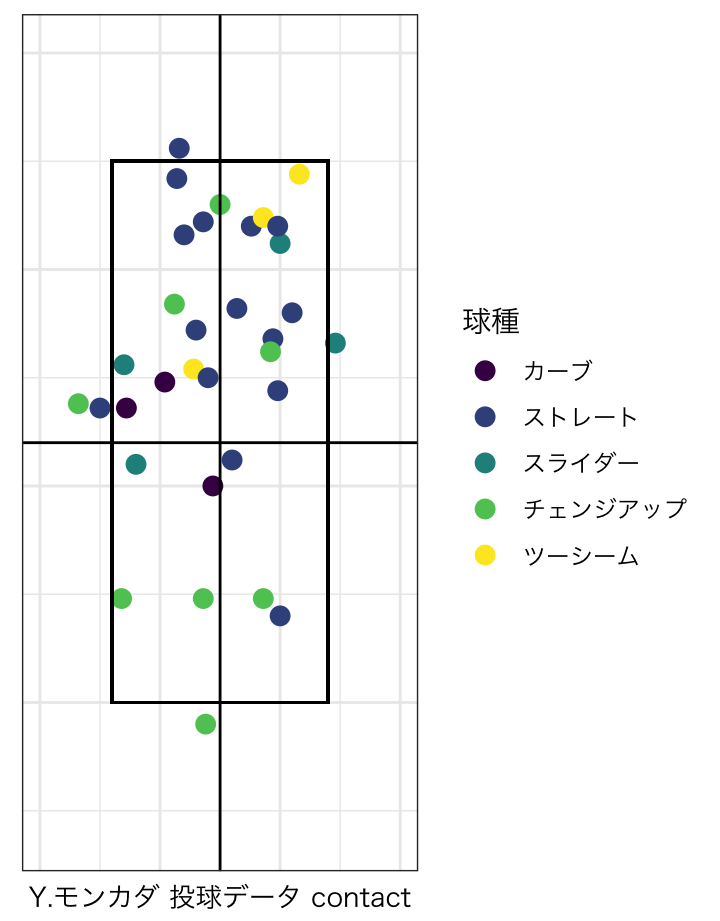 球種
カーブ
ストレート
スライダー
チェンジアップ
ツーシーム
Y.モンカダ 投球データ contact